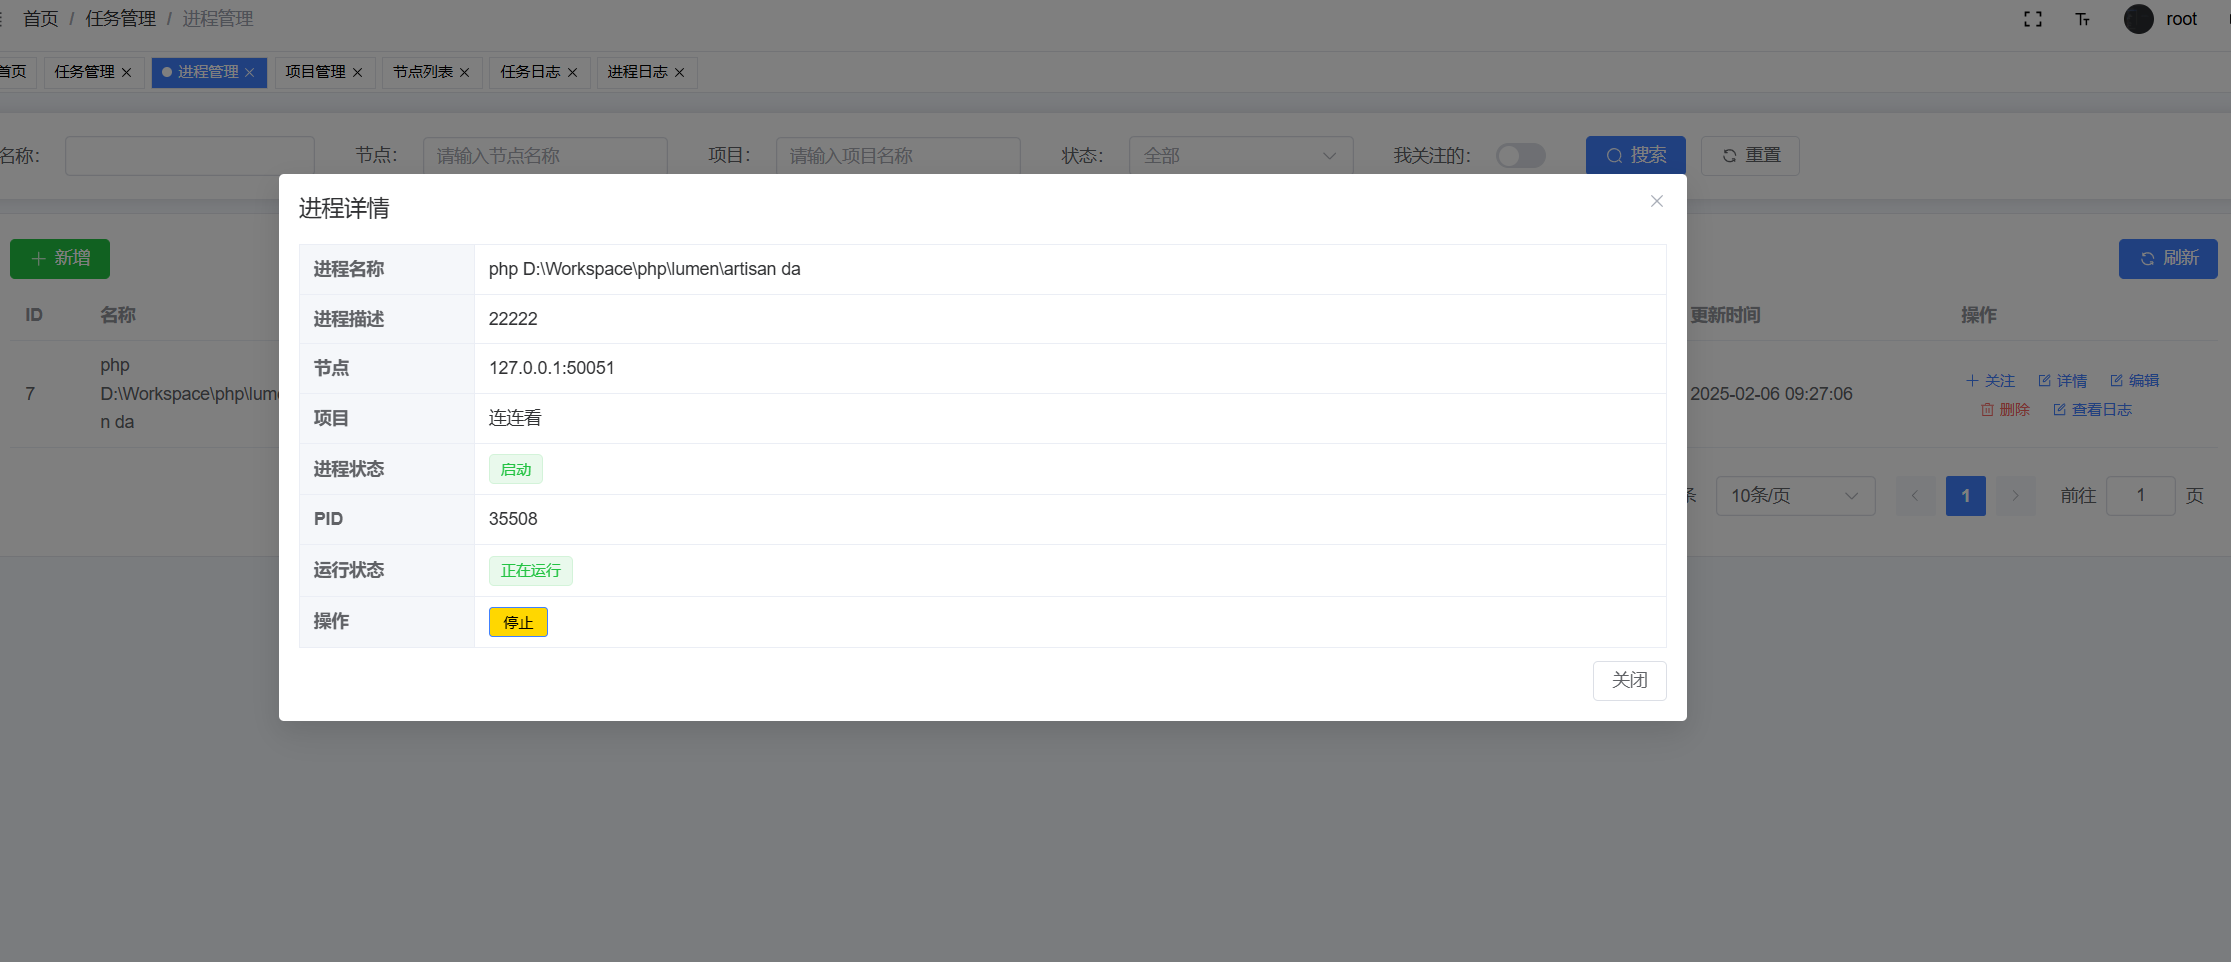 首页 / 任务管理 / 进程管理
root
首页
任务管理
进程管理
项目管理
节点列表
任务日志
进程日志
名称：
节点： 请输入节点名称
项目： 请输入项目名称
状态： 全部
我关注的：
搜索
重置
新增
刷新
ID 名称 更新时间 操作
7
php
D:\Workspace\php\lume
n da
2025-02-06 09:27:06
关注 详情 编辑
删除 查看日志
条 10条/页 1 前往 1 页
进程详情
进程名称 php D:\Workspace\php\lumen\artisan da
进程描述 22222
节点 127.0.0.1:50051
项目 连连看
进程状态 启动
PID 35508
运行状态 正在运行
操作 停止
关闭